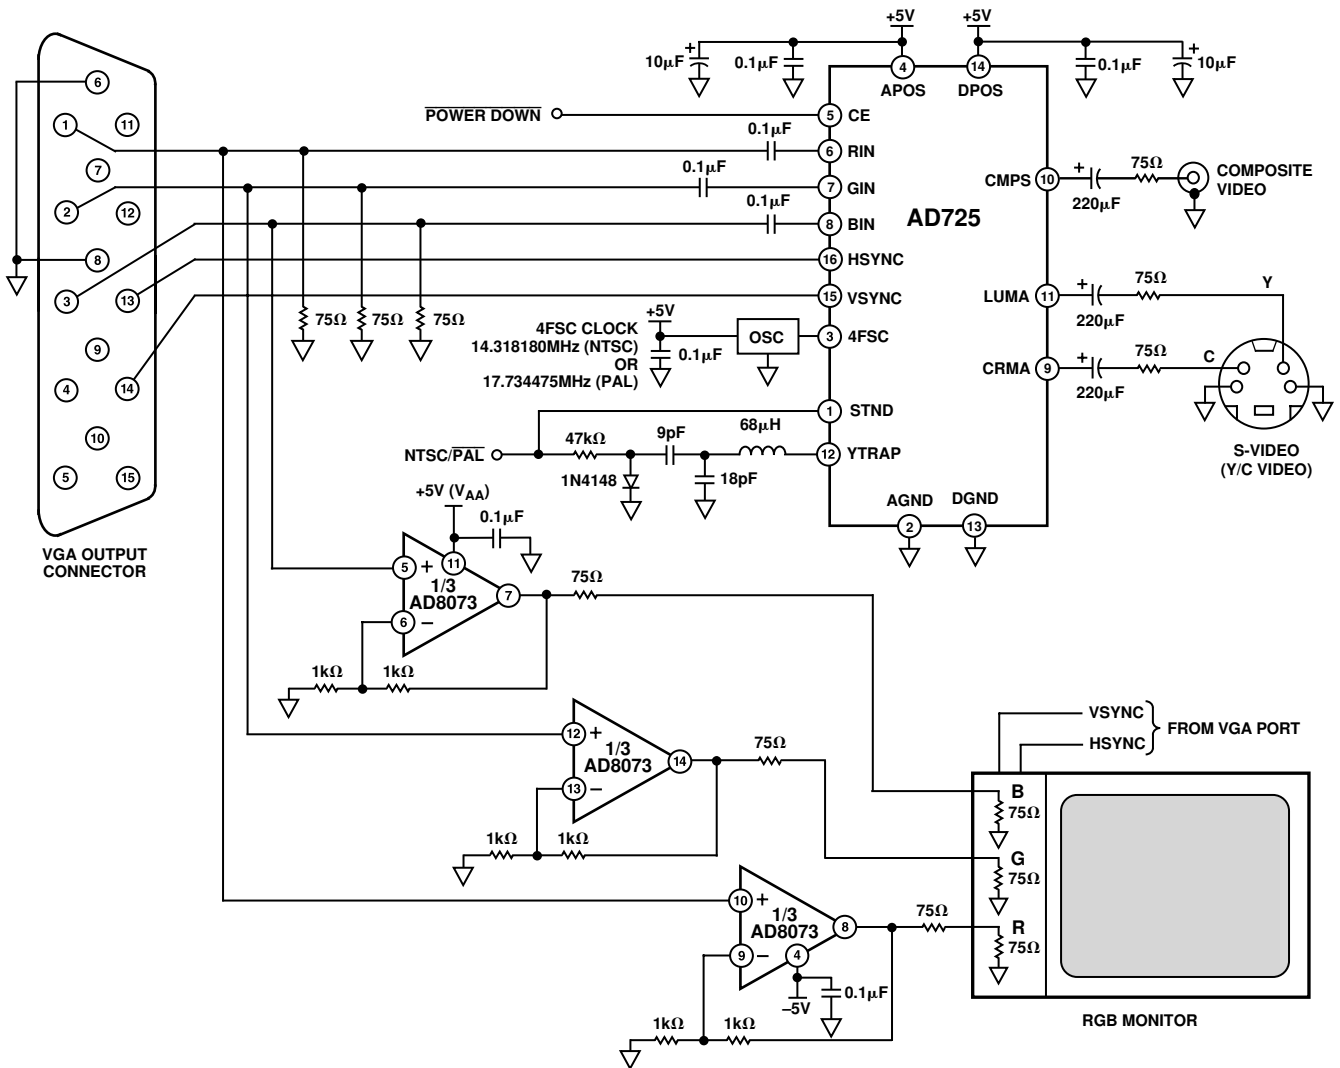 +5V +5V
10µF 0.1µF 4 14 0.1µF 10µF
APOS DPOS
POWER DOWN 5 CE
0.1µF
6 RIN
0.1µF
7 GIN
0.1µF
8 BIN
16 HSYNC
15 VSYNC
AD725
CMPS 10 220µF 75Ω COMPOSITE
VIDEO
LUMA 11 220µF 75Ω Y
CRMA 9 220µF 75Ω C
S-VIDEO
(Y/C VIDEO)
6
1 11
7
2 12
8
3 13
9
4 14
10
5 15
VGA OUTPUT
CONNECTOR
75Ω 75Ω 75Ω
+5V
4FSC CLOCK
14.318180MHz (NTSC)
OR
17.734475MHz (PAL)
0.1µF
OSC 3 4FSC
1 STND
NTSC/PAL 47kΩ 9pF 68µH 12 YTRAP
1N4148 18pF
AGND DGND
2 13
+5V (VAA)
0.1µF
5 + 11
1/3
AD8073
7
6 –
75Ω
1kΩ 1kΩ
12 +
1/3
AD8073
14
13 –
75Ω
1kΩ 1kΩ
10 +
1/3
AD8073
8
9 – 4
75Ω
–5V 0.1µF
1kΩ 1kΩ
VSYNC
HSYNC
FROM VGA PORT
B
75Ω
G
75Ω
R
75Ω
RGB MONITOR